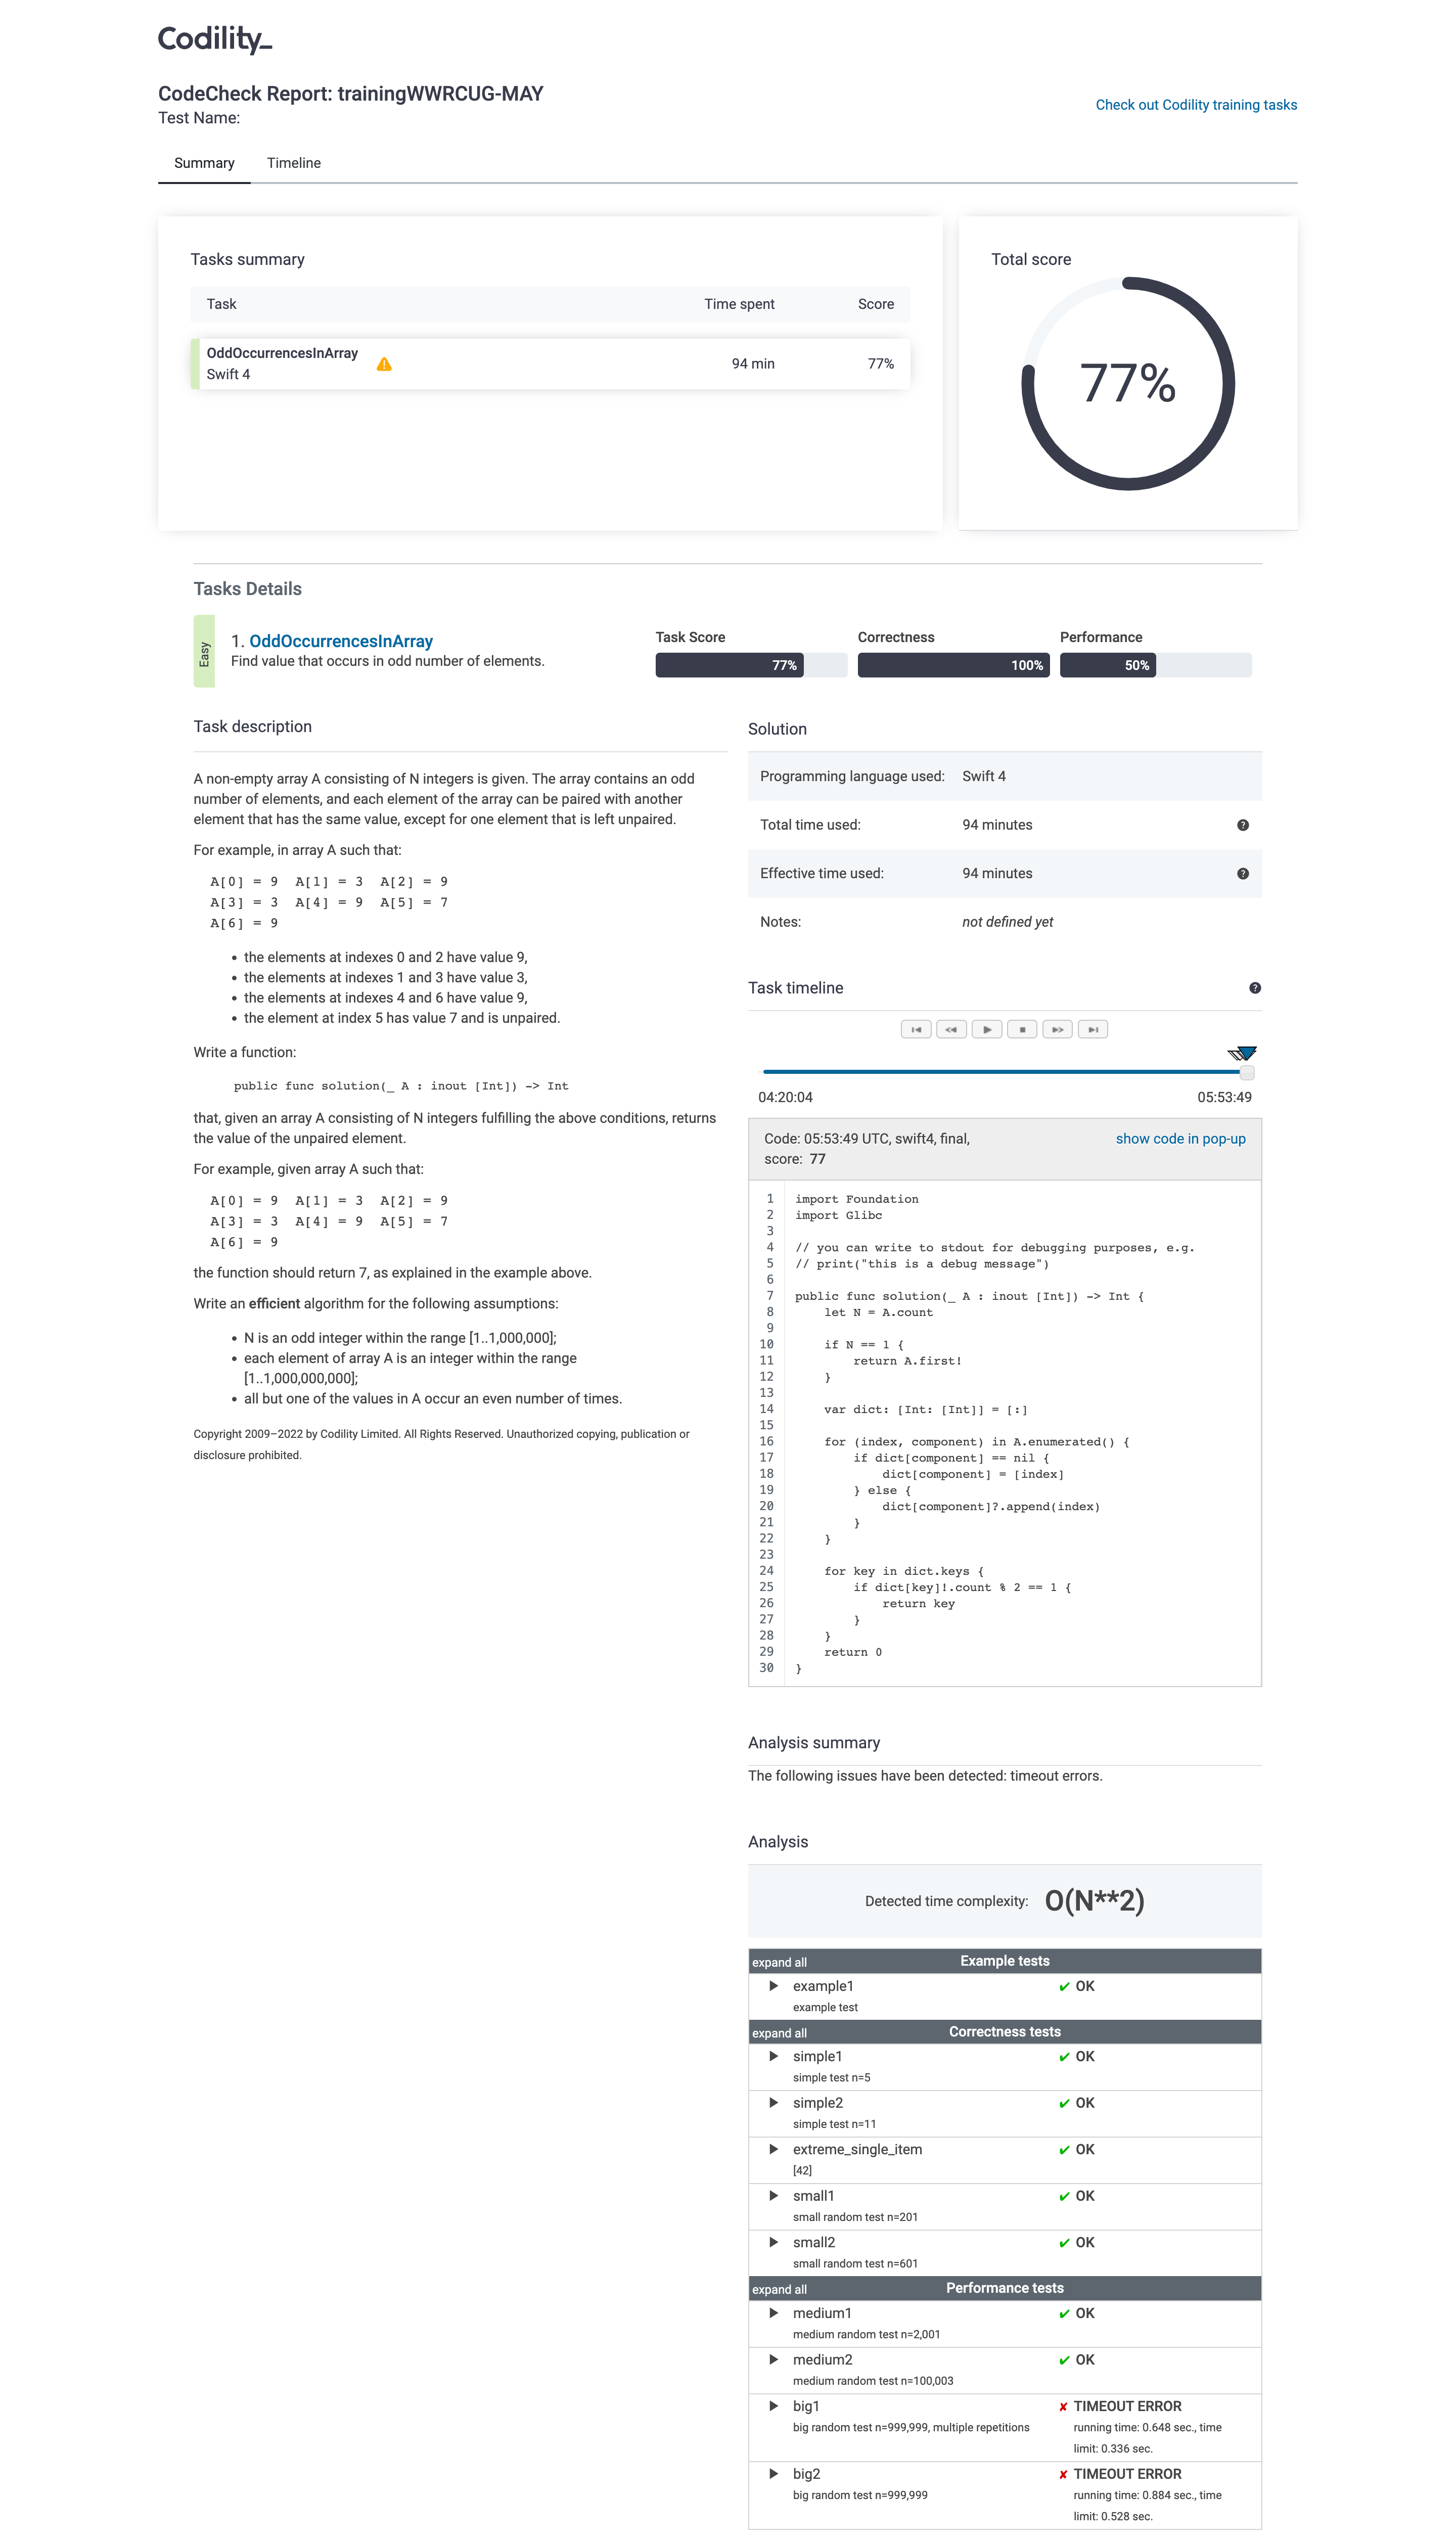 Codility_
CodeCheck Report: trainingWWRCUG-MAY
Test Name:
Check out Codility training tasks
Summary Timeline
Tasks summary
Task Time spent Score
OddOccurrencesInArray
Swift 4
94 min 77%
Total score
77%
Tasks Details
Easy
1. OddOccurrencesInArray
Find value that occurs in odd number of elements.
Task Score
77%
Correctness
100%
Performance
50%
Task description
A non-empty array A consisting of N integers is given. The array contains an odd
number of elements, and each element of the array can be paired with another
element that has the same value, except for one element that is left unpaired.
For example, in array A such that:
A[0] = 9  A[1] = 3  A[2] = 9
A[3] = 3  A[4] = 9  A[5] = 7
A[6] = 9
• the elements at indexes 0 and 2 have value 9,
• the elements at indexes 1 and 3 have value 3,
• the elements at indexes 4 and 6 have value 9,
• the element at index 5 has value 7 and is unpaired.
Write a function:
public func solution(_ A : inout [Int]) -> Int
that, given an array A consisting of N integers fulfilling the above conditions, returns
the value of the unpaired element.
For example, given array A such that:
A[0] = 9  A[1] = 3  A[2] = 9
A[3] = 3  A[4] = 9  A[5] = 7
A[6] = 9
the function should return 7, as explained in the example above.
Write an efficient algorithm for the following assumptions:
• N is an odd integer within the range [1..1,000,000];
• each element of array A is an integer within the range
[1..1,000,000,000];
• all but one of the values in A occur an even number of times.
Copyright 2009–2022 by Codility Limited. All Rights Reserved. Unauthorized copying, publication or
disclosure prohibited.
Solution
Programming language used: Swift 4
Total time used: 94 minutes ?
Effective time used: 94 minutes ?
Notes: not defined yet
Task timeline ?
04:20:04 05:53:49
Code: 05:53:49 UTC, swift4, final,
score: 77
show code in pop-up
1 import Foundation
2 import Glibc
3
4 // you can write to stdout for debugging purposes, e.g.
5 // print("this is a debug message")
6
7 public func solution(_ A : inout [Int]) -> Int {
8     let N = A.count
9
10     if N == 1 {
11         return A.first!
12     }
13
14     var dict: [Int: [Int]] = [:]
15
16     for (index, component) in A.enumerated() {
17         if dict[component] == nil {
18             dict[component] = [index]
19         } else {
20             dict[component]?.append(index)
21         }
22     }
23
24     for key in dict.keys {
25         if dict[key]!.count % 2 == 1 {
26             return key
27         }
28     }
29     return 0
30 }
Analysis summary
The following issues have been detected: timeout errors.
Analysis
Detected time complexity: O(N**2)
expand all Example tests
▶ example1 ✔ OK
example test
expand all Correctness tests
▶ simple1 ✔ OK
simple test n=5
▶ simple2 ✔ OK
simple test n=11
▶ extreme_single_item ✔ OK
[42]
▶ small1 ✔ OK
small random test n=201
▶ small2 ✔ OK
small random test n=601
expand all Performance tests
▶ medium1 ✔ OK
medium random test n=2,001
▶ medium2 ✔ OK
medium random test n=100,003
▶ big1 ✘ TIMEOUT ERROR
big random test n=999,999, multiple repetitions running time: 0.648 sec., time
limit: 0.336 sec.
▶ big2 ✘ TIMEOUT ERROR
big random test n=999,999 running time: 0.884 sec., time
limit: 0.528 sec.